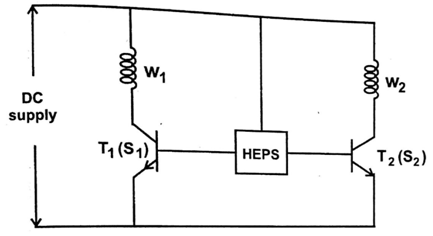 DC
supply
W1
T1 (S1)
HEPS
W2
T2 (S2)